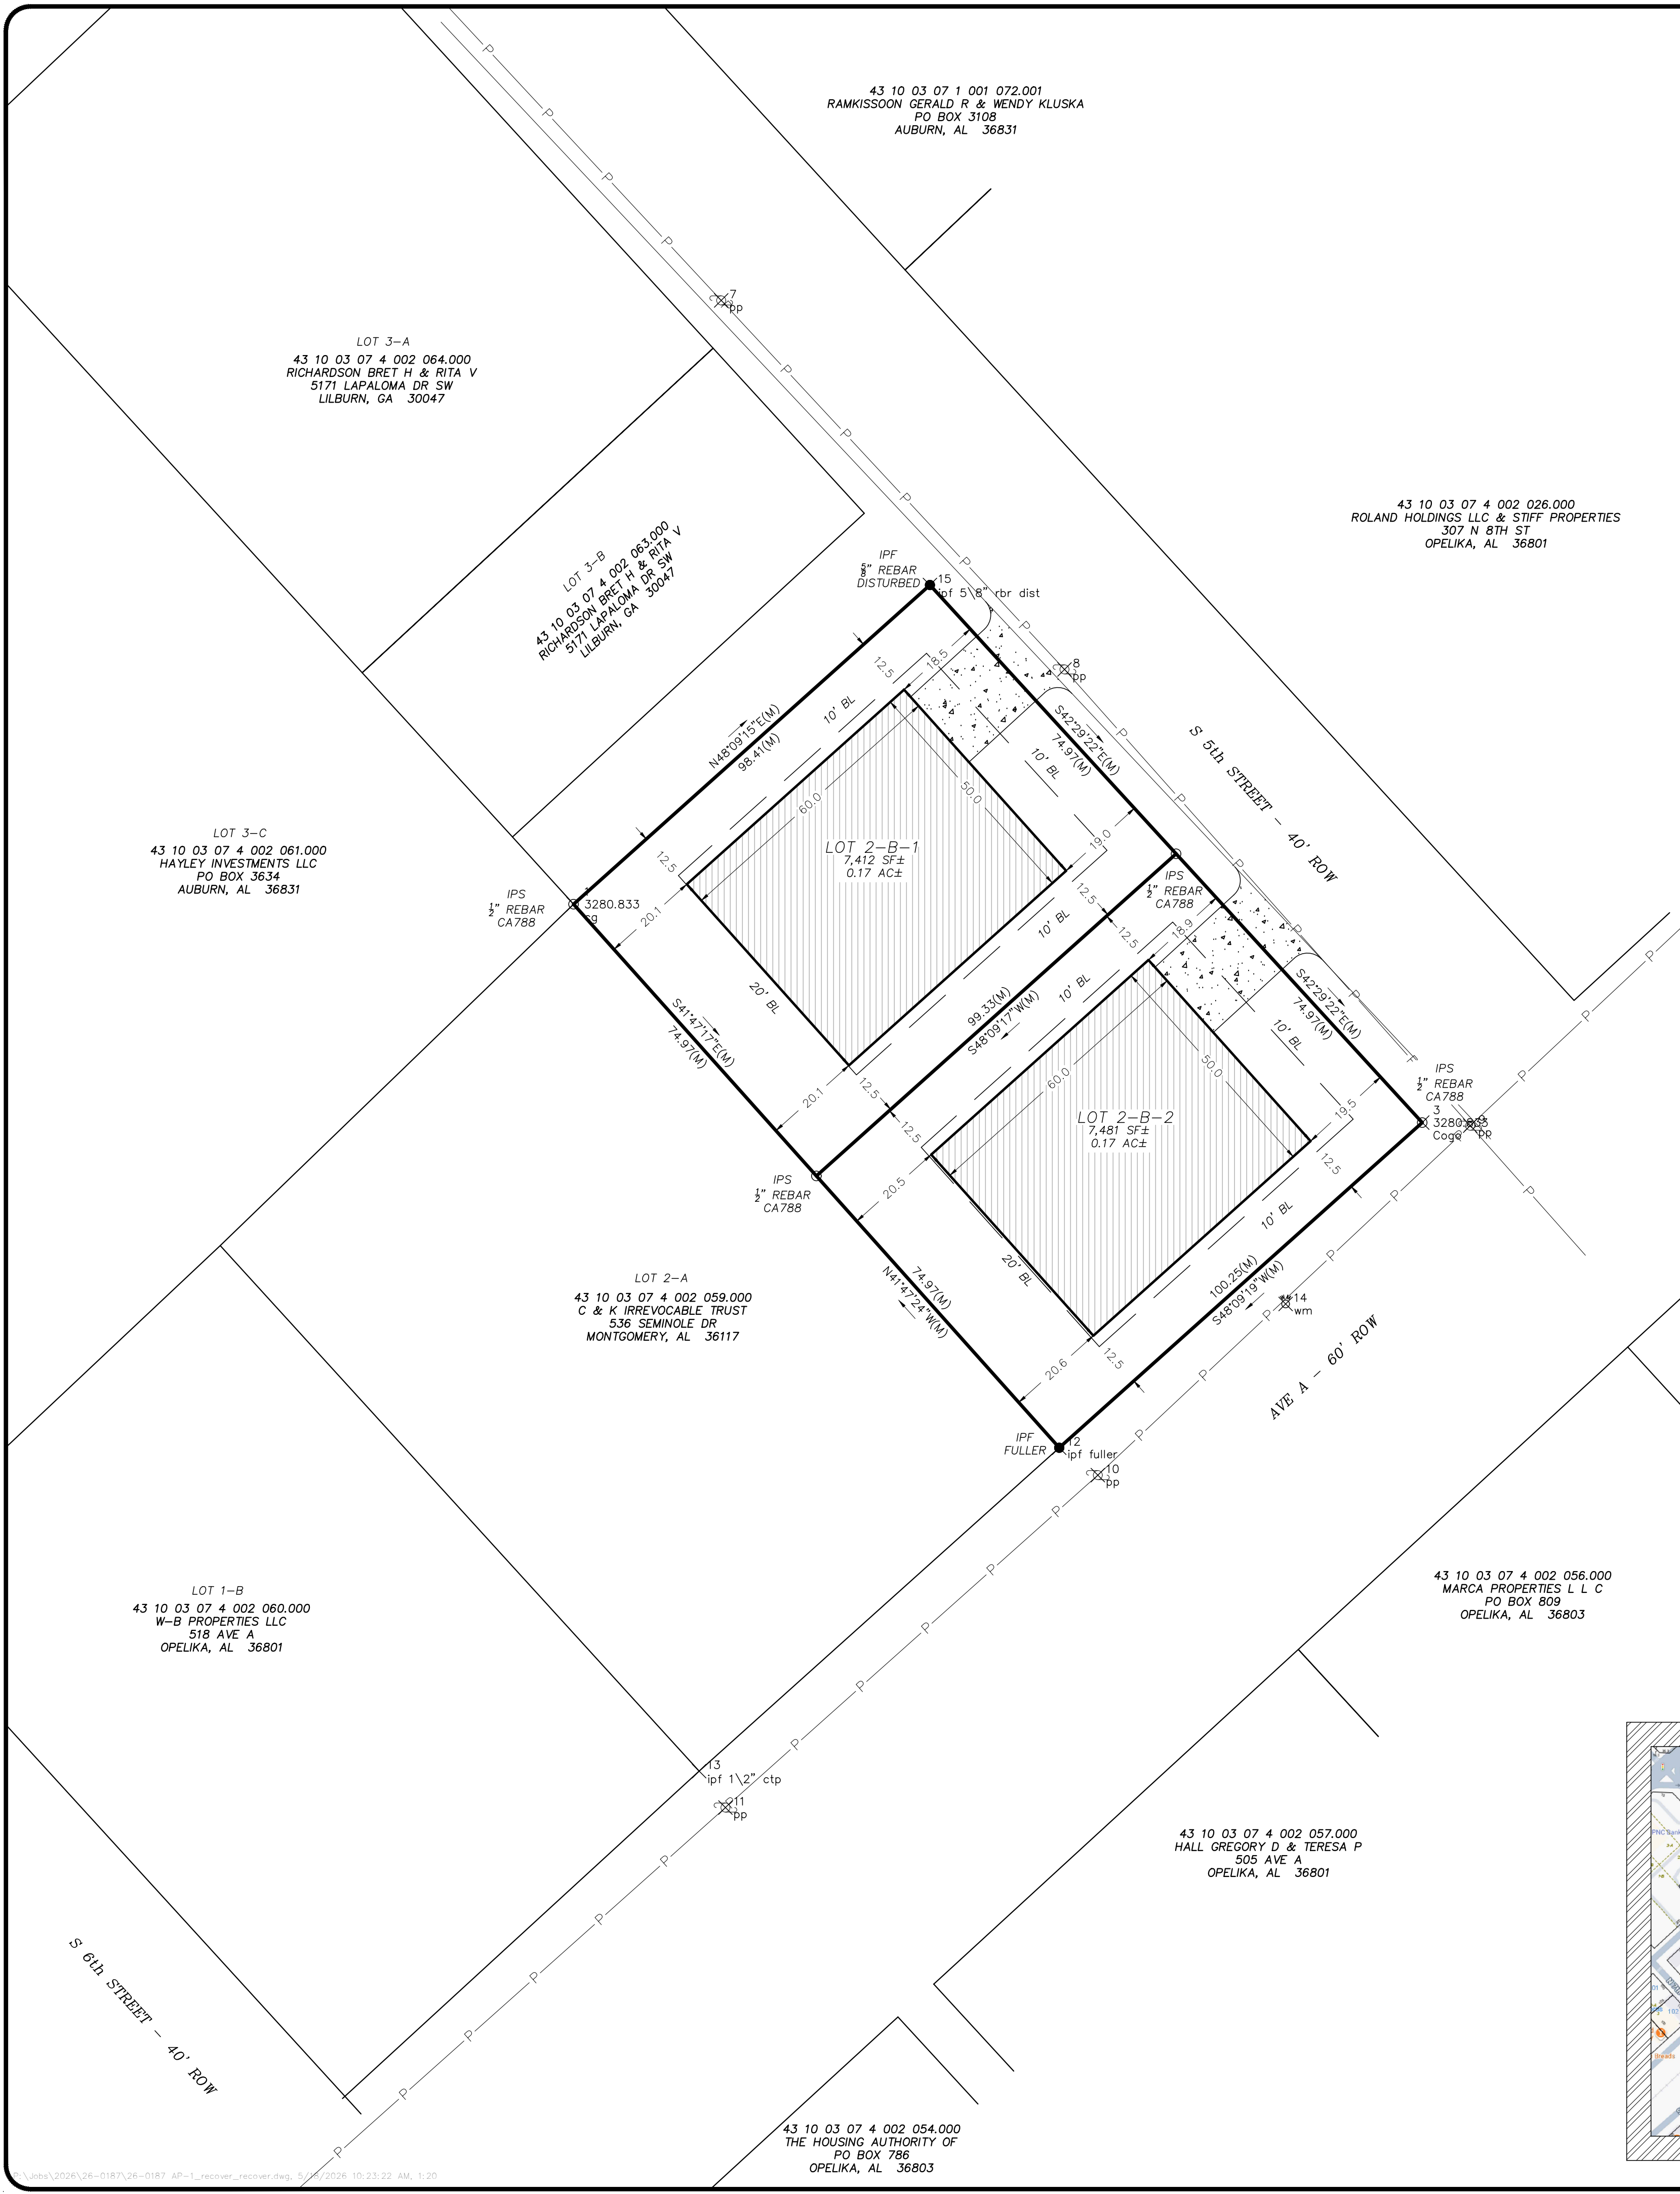 43 10 03 07 1 001 072.001
RAMKISSOON GERALD R & WENDY KLUSKA
PO BOX 3108
AUBURN, AL 36831
7
pp
LOT 3-A
43 10 03 07 4 002 064.000
RICHARDSON BRET H & RITA V
5171 LAPALOMA DR SW
LILBURN, GA 30047
43 10 03 07 4 002 026.000
ROLAND HOLDINGS LLC & STIFF PROPERTIES
307 N 8TH ST
OPELIKA, AL 36801
LOT 3-B
43 10 03 07 4 002 063.000
RICHARDSON BRET H & RITA V
5171 LAPALOMA DR SW
LILBURN, GA 30047
IPF
5/8" REBAR
DISTURBED
15
ipf 5\8" rbr dist
8
pp
12.5
18.5
10' BL
N48°09'15"E(M)
98.41(M)
S42°29'22"E(M)
74.97(M)
10' BL
S 5th STREET - 40' ROW
60.0
50.0
19.0
LOT 2-B-1
7,412 SF±
0.17 AC±
12.5
LOT 3-C
43 10 03 07 4 002 061.000
HAYLEY INVESTMENTS LLC
PO BOX 3634
AUBURN, AL 36831
IPS
1/2" REBAR
CA788
3280.833
20.1
20' BL
12.5
10' BL
12.5
IPS
1/2" REBAR
CA788
18.9
S41°47'17"E(M)
74.97(M)
99.33(M)
S48°09'17"W(M)
10' BL
S42°29'22"E(M)
74.97(M)
10' BL
20.1
12.5
12.5
60.0
50.0
19.5
LOT 2-B-2
7,481 SF±
0.17 AC±
IPS
1/2" REBAR
CA788
3
pp
IPS
1/2" REBAR
CA788
20.5
20' BL
12.5
10' BL
LOT 2-A
43 10 03 07 4 002 059.000
C & K IRREVOCABLE TRUST
536 SEMINOLE DR
MONTGOMERY, AL 36117
74.97(M)
N41°47'24"W(M)
100.25(M)
S48°09'19"W(M)
14
wm
20.6
12.5
AVE A - 60' ROW
IPF
FULLER
12
ipf fuller
10
pp
LOT 1-B
43 10 03 07 4 002 060.000
W-B PROPERTIES LLC
518 AVE A
OPELIKA, AL 36801
43 10 03 07 4 002 056.000
MARCA PROPERTIES L L C
PO BOX 809
OPELIKA, AL 36803
13
ipf 1\2" ctp
11
pp
43 10 03 07 4 002 057.000
HALL GREGORY D & TERESA P
505 AVE A
OPELIKA, AL 36801
S 6th STREET - 40' ROW
43 10 03 07 4 002 054.000
THE HOUSING AUTHORITY OF
PO BOX 786
OPELIKA, AL 36803